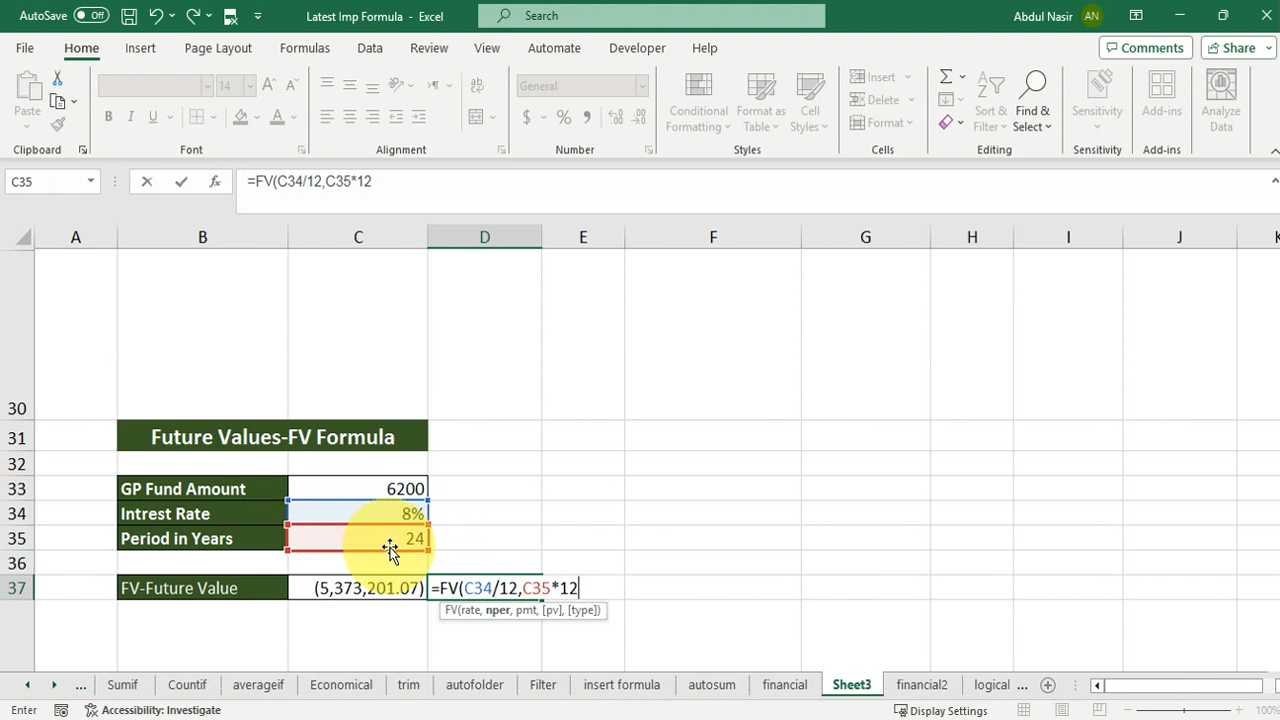 AutoSave Off Latest Imp Formula - Excel Search Abdul Nasir AN
File Home Insert Page Layout Formulas Data Review View Automate Developer Help Comments Share
14 A A ab General Insert Σ
Paste B I U A $ % Conditional Formatting Format as Table Cell Styles Delete Format Sort & Filter Find & Select Sensitivity Add-ins Analyze Data
Clipboard Font Alignment Number Styles Cells Editing Sensitivity Add-ins
C35 fx =FV(C34/12,C35*12
A B C D E F G H I J K
30
31 Future Values-FV Formula
32
33 GP Fund Amount 6200
34 Intrest Rate 8%
35 Period in Years 24
36
37 FV-Future Value (5,373,201.07) =FV(C34/12,C35*12
FV(rate, nper, pmt, [pv], [type])
... Sumif Countif averageif Economical trim autofolder Filter insert formula autosum financial Sheet3 financial2 logical ...
Enter Accessibility: Investigate Display Settings 100%